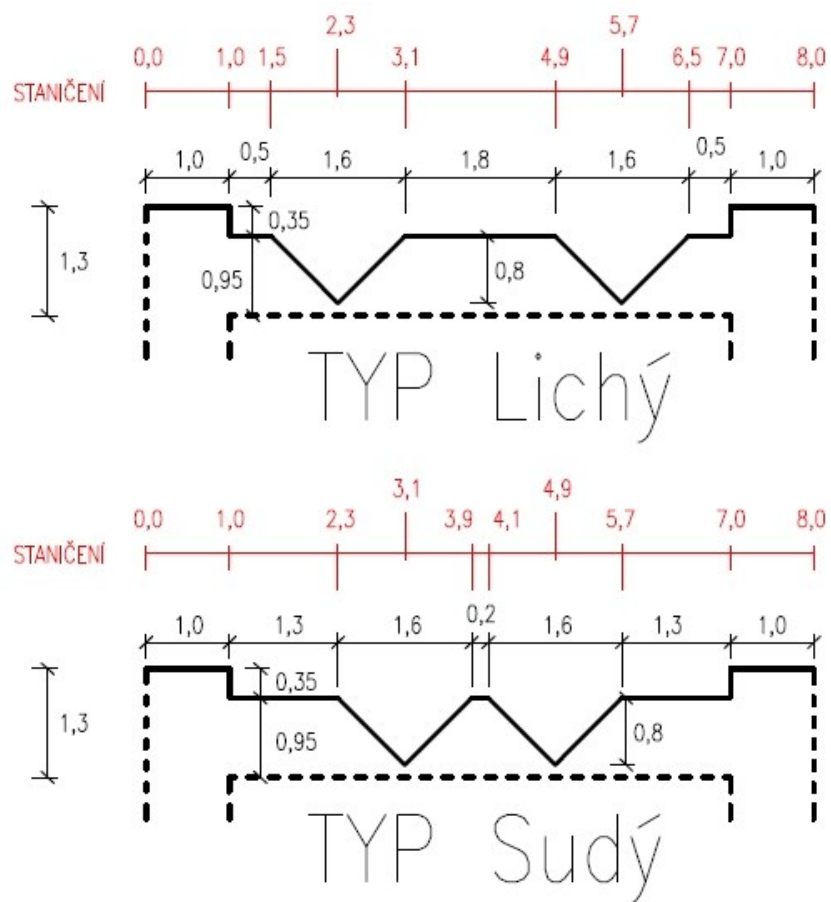 2,3 5,7
0,0 1,0 1,5 3,1 4,9 6,5 7,0 8,0
STANIČENÍ
0,5 0,5
1,0 1,6 1,8 1,6 1,0
0,35
1,3
0,95 0,8
TYP Lichý
3,1 4,9
0,0 1,0 2,3 3,9 4,1 5,7 7,0 8,0
STANIČENÍ
0,2
1,0 1,3 1,6 1,6 1,3 1,0
0,35
1,3 0,8
0,95
TYP Sudý